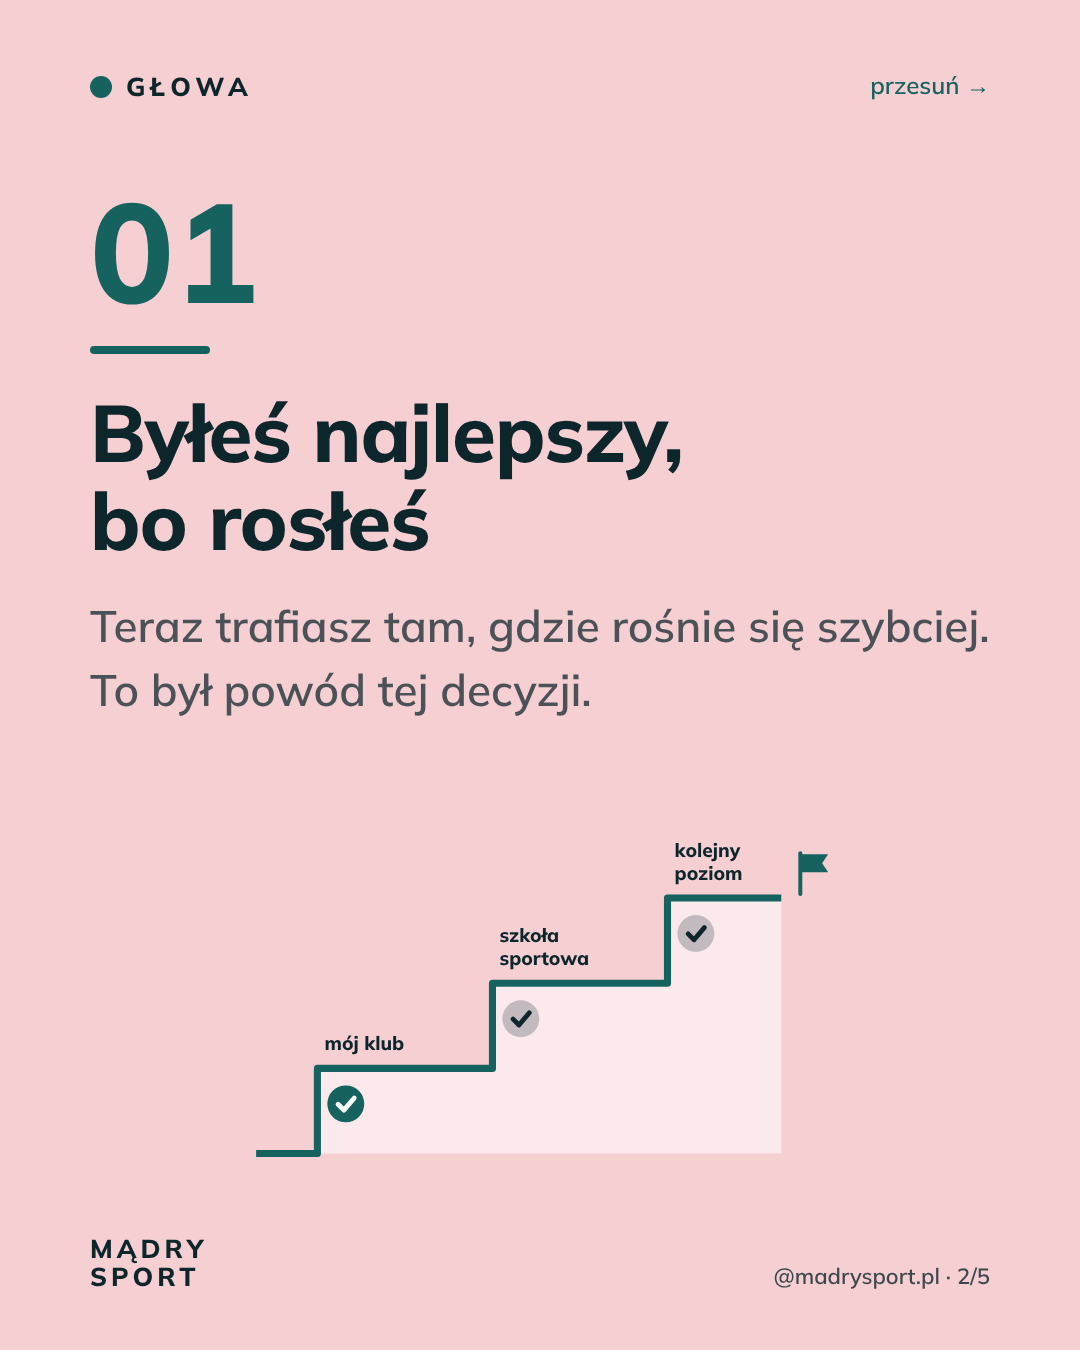 GŁOWA
przesuń →
01
Byłeś najlepszy,
bo rosłeś
Teraz trafiasz tam, gdzie rośnie się szybciej.
To był powód tej decyzji.
kolejny
poziom
szkoła
sportowa
mój klub
MĄDRY
SPORT
@madrysport.pl · 2/5